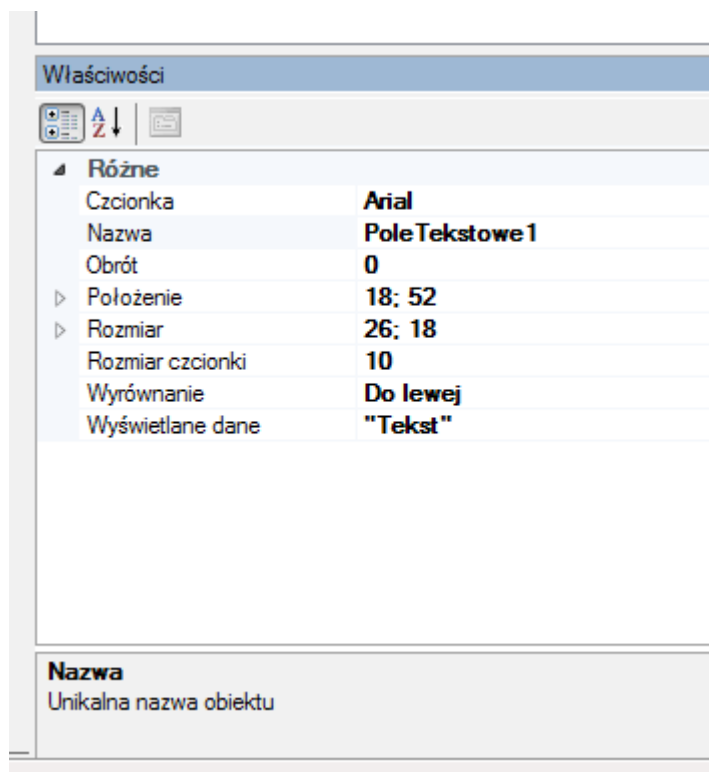 Właściwości
Różne
Czcionka Arial
Nazwa PoleTekstowe1
Obrót 0
Położenie 18; 52
Rozmiar 26; 18
Rozmiar czcionki 10
Wyrównanie Do lewej
Wyświetlane dane "Tekst"
Nazwa
Unikalna nazwa obiektu